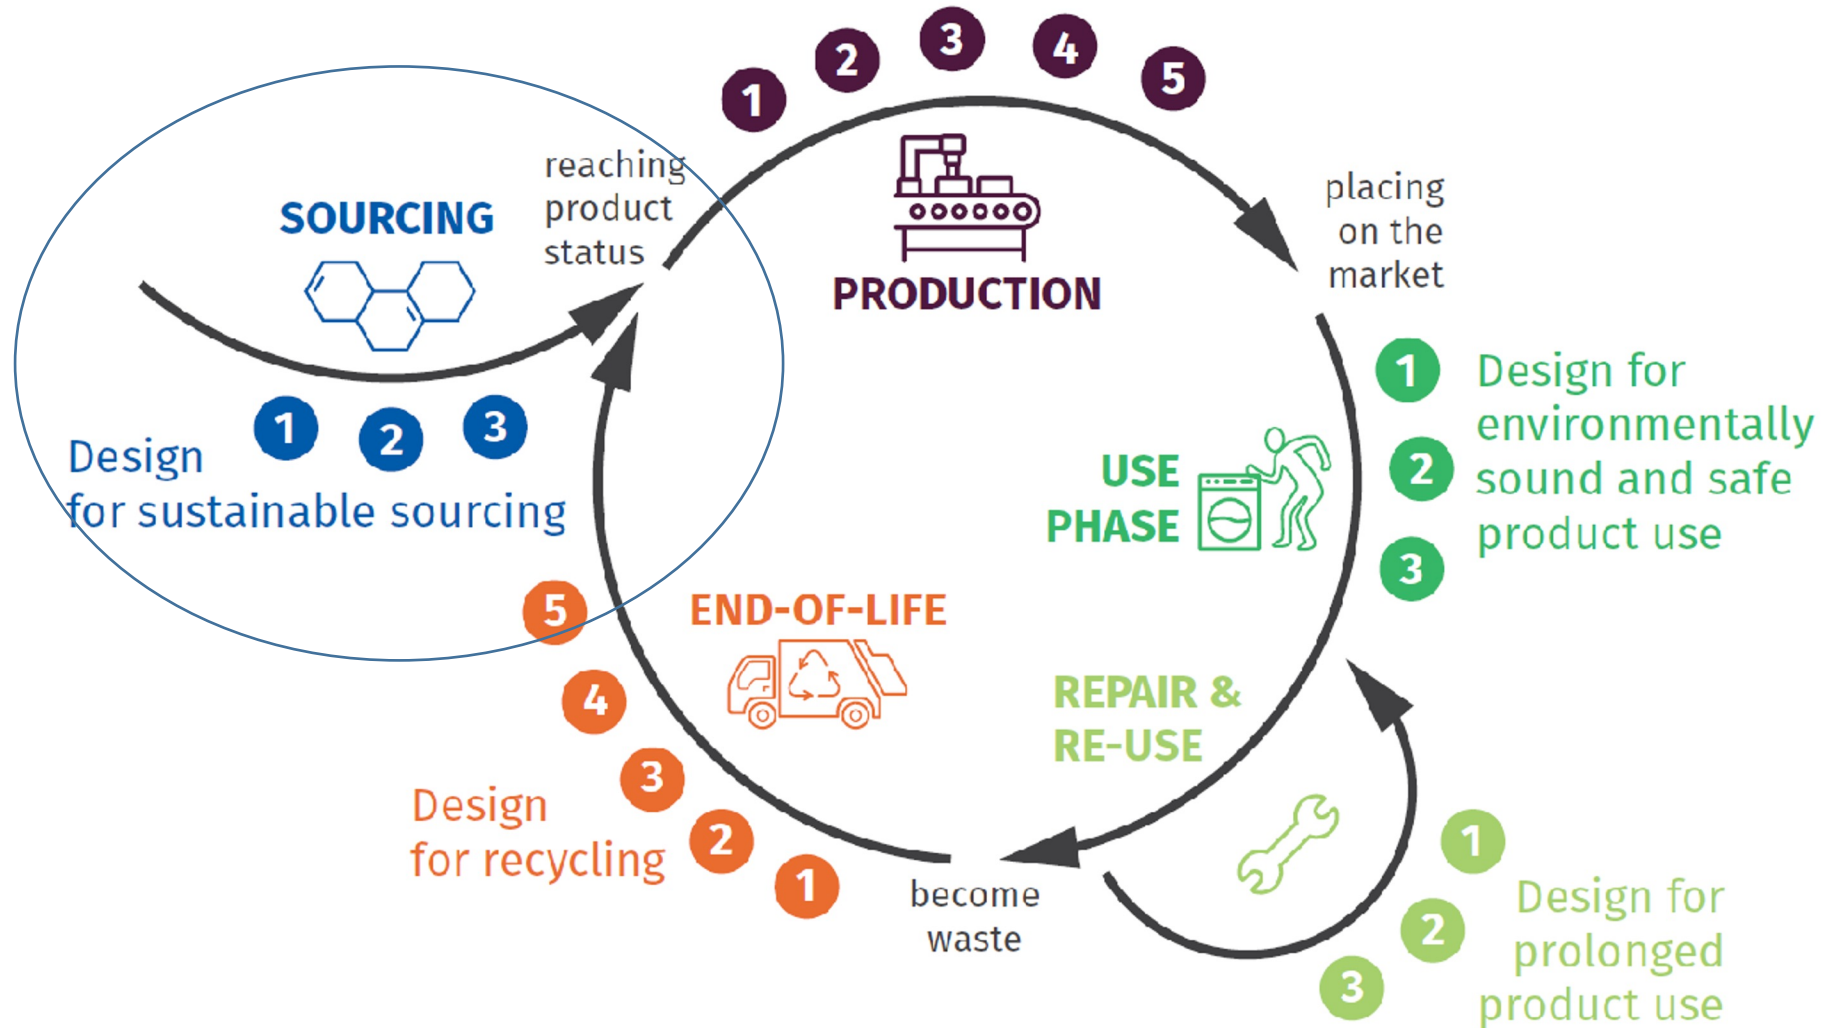 1
2
3
4
5
reaching
product
status
SOURCING
PRODUCTION
placing
on the
market
1
2
3
Design
for sustainable sourcing
USE
PHASE
1
2
3
Design for
environmentally
sound and safe
product use
END-OF-LIFE
5
4
3
2
1
Design
for recycling
REPAIR &
RE-USE
become
waste
1
2
3
Design for
prolonged
product use